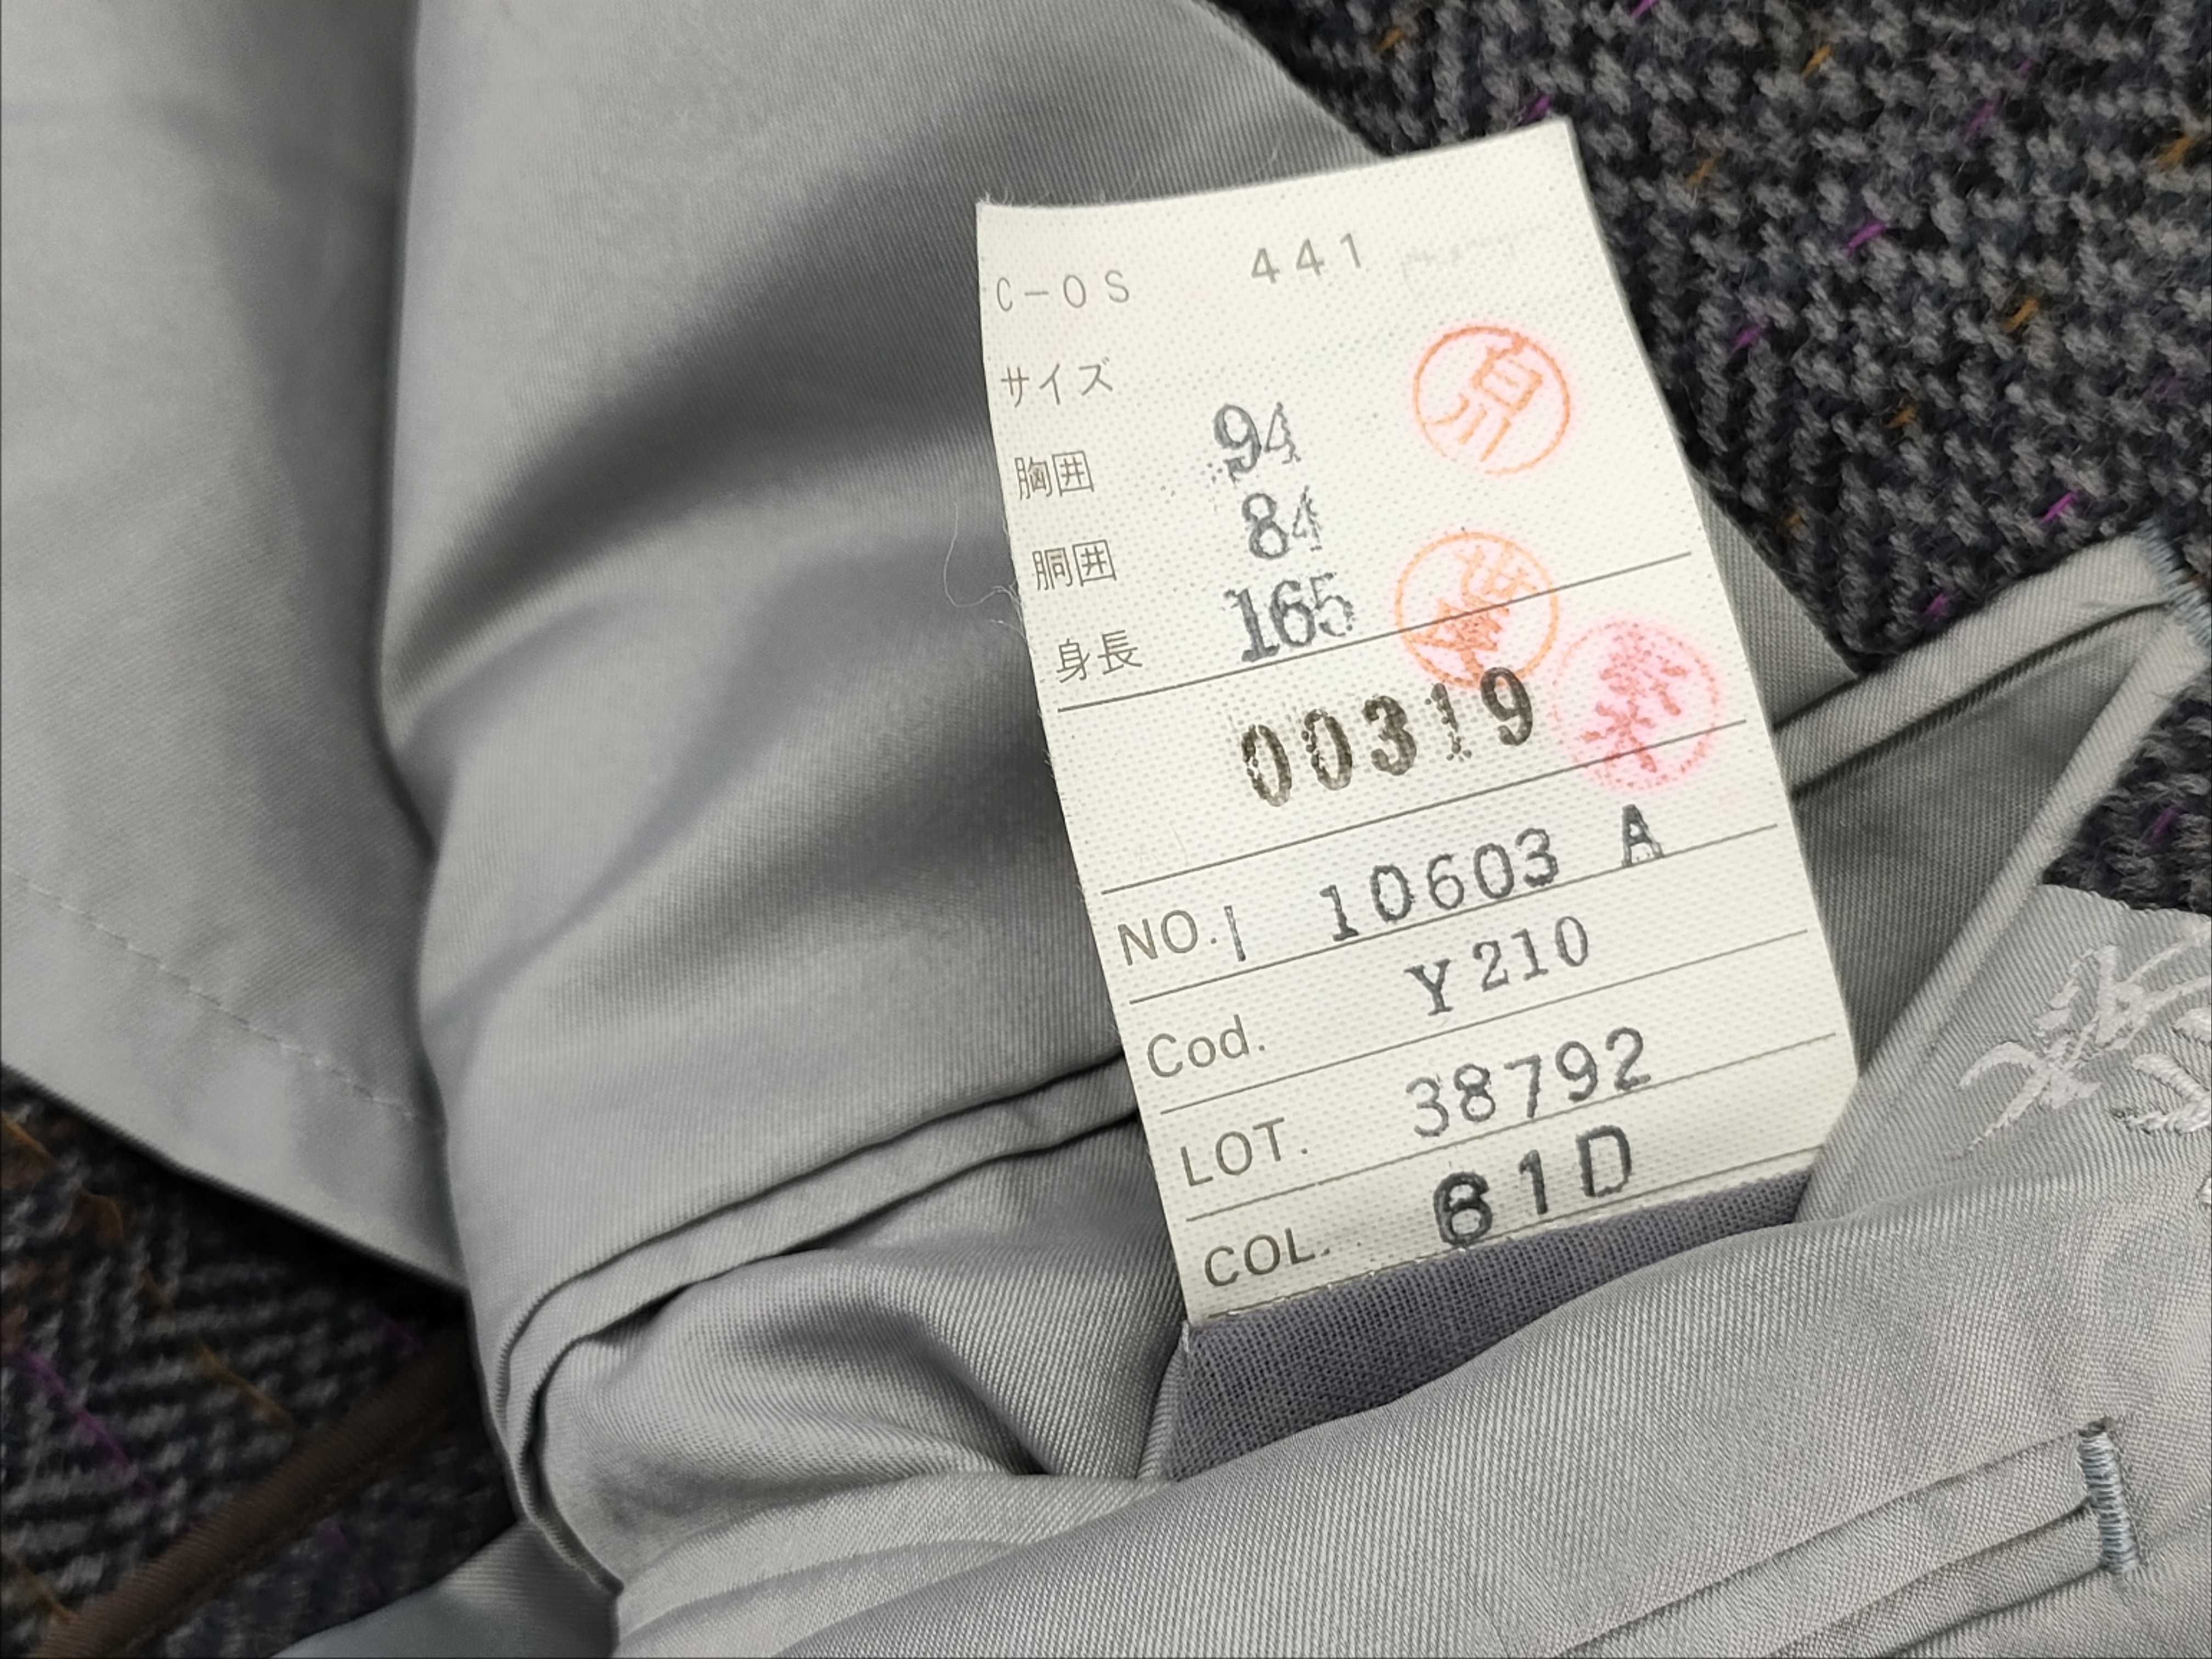 C-OS 441
サイズ
胸囲 94
胴囲 84
身長 165
00319
NO. 10603 A
Cod. Y210
LOT. 38792
COL. 61D